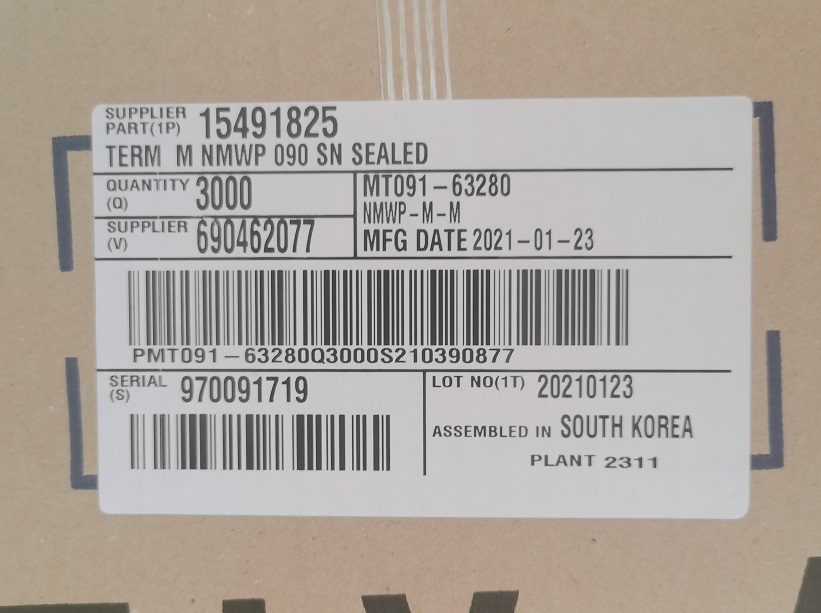 SUPPLIER PART(1P) 15491825
TERM M NMWP 090 SN SEALED
QUANTITY (Q) 3000
MT091-63280
NMWP-M-M
SUPPLIER (V) 690462077
MFG DATE 2021-01-23
PMT091-63280Q3000S210390877
SERIAL (S) 970091719
LOT NO(1T) 20210123
ASSEMBLED IN SOUTH KOREA
PLANT 2311